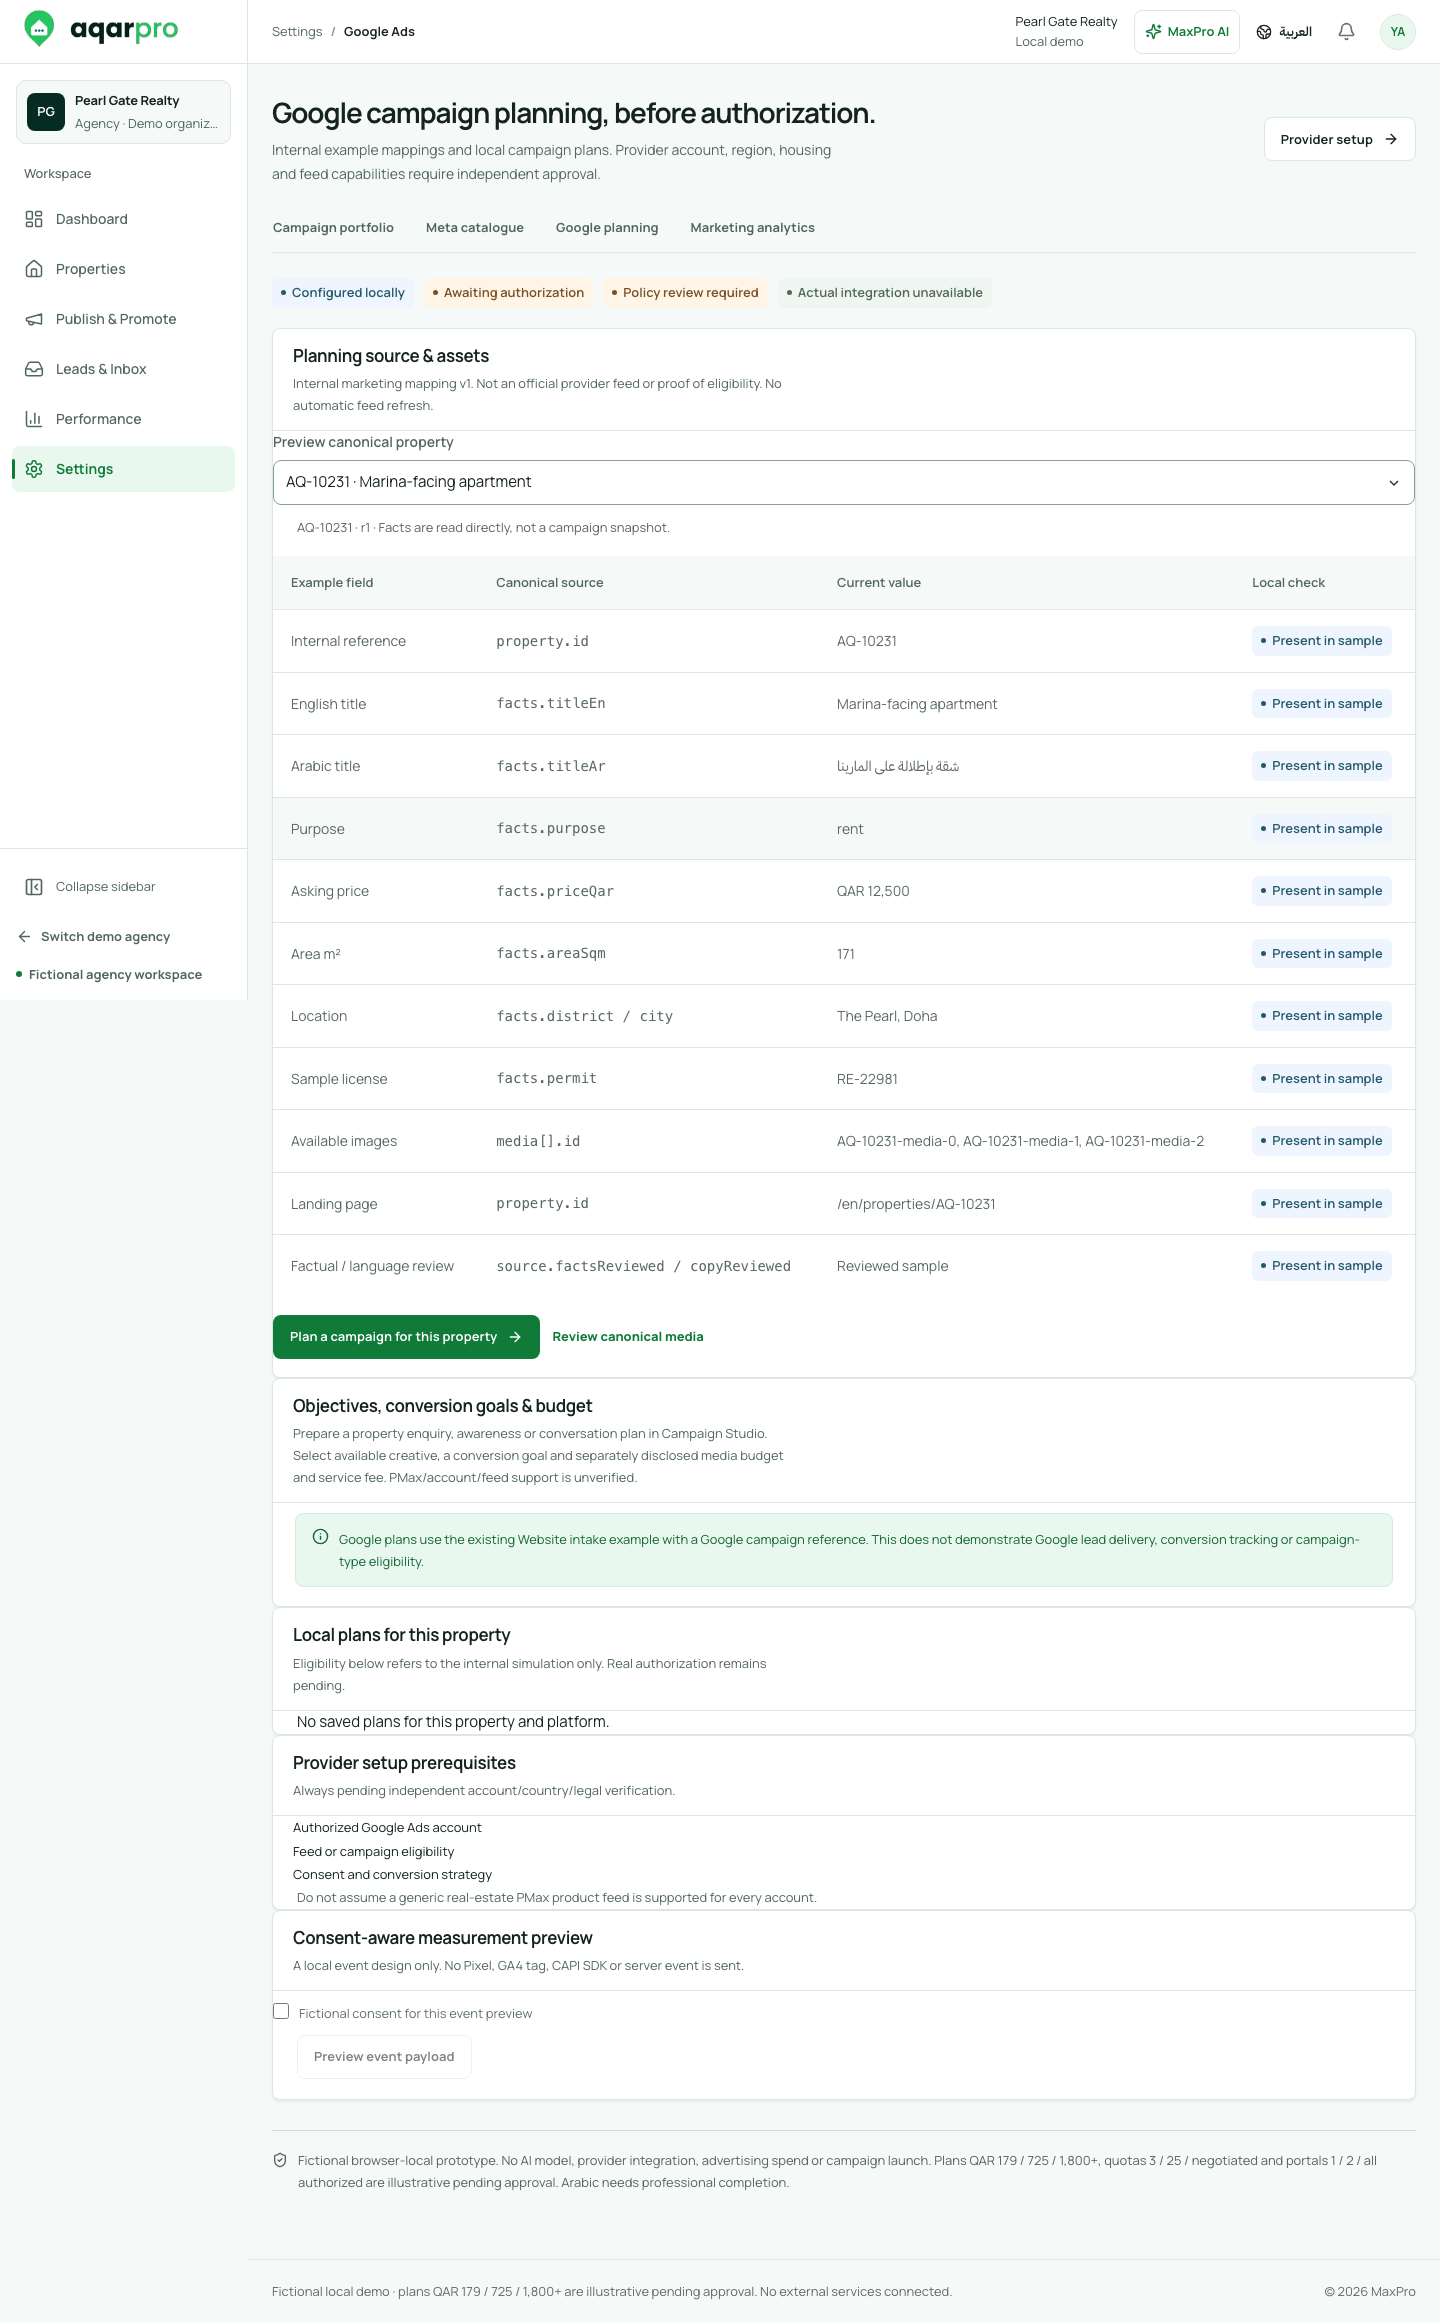 aqarpro
Settings / Google Ads
Pearl Gate Realty
Local demo
MaxPro AI
العربية
YA
PG
Pearl Gate Realty
Agency · Demo organiz...
Workspace
Dashboard
Properties
Publish & Promote
Leads & Inbox
Performance
Settings
Collapse sidebar
Switch demo agency
Fictional agency workspace
Google campaign planning, before authorization.
Internal example mappings and local campaign plans. Provider account, region, housing
and feed capabilities require independent approval.
Provider setup
Campaign portfolio Meta catalogue Google planning Marketing analytics
Configured locally Awaiting authorization Policy review required Actual integration unavailable
Planning source & assets
Internal marketing mapping v1. Not an official provider feed or proof of eligibility. No
automatic feed refresh.
Preview canonical property
AQ-10231 · Marina-facing apartment
AQ-10231 · r1 · Facts are read directly, not a campaign snapshot.
Example field Canonical source Current value Local check
Internal reference property.id AQ-10231 Present in sample
English title facts.titleEn Marina-facing apartment Present in sample
Arabic title facts.titleAr شقة بإطلالة على المارينا Present in sample
Purpose facts.purpose rent Present in sample
Asking price facts.priceQar QAR 12,500 Present in sample
Area m² facts.areaSqm 171 Present in sample
Location facts.district / city The Pearl, Doha Present in sample
Sample license facts.permit RE-22981 Present in sample
Available images media[].id AQ-10231-media-0, AQ-10231-media-1, AQ-10231-media-2 Present in sample
Landing page property.id /en/properties/AQ-10231 Present in sample
Factual / language review source.factsReviewed / copyReviewed Reviewed sample Present in sample
Plan a campaign for this property Review canonical media
Objectives, conversion goals & budget
Prepare a property enquiry, awareness or conversation plan in Campaign Studio.
Select available creative, a conversion goal and separately disclosed media budget
and service fee. PMax/account/feed support is unverified.
Google plans use the existing Website intake example with a Google campaign reference. This does not demonstrate Google lead delivery, conversion tracking or campaign-
type eligibility.
Local plans for this property
Eligibility below refers to the internal simulation only. Real authorization remains
pending.
No saved plans for this property and platform.
Provider setup prerequisites
Always pending independent account/country/legal verification.
Authorized Google Ads account
Feed or campaign eligibility
Consent and conversion strategy
Do not assume a generic real-estate PMax product feed is supported for every account.
Consent-aware measurement preview
A local event design only. No Pixel, GA4 tag, CAPI SDK or server event is sent.
Fictional consent for this event preview
Preview event payload
Fictional browser-local prototype. No AI model, provider integration, advertising spend or campaign launch. Plans QAR 179 / 725 / 1,800+, quotas 3 / 25 / negotiated and portals 1 / 2 / all
authorized are illustrative pending approval. Arabic needs professional completion.
Fictional local demo · plans QAR 179 / 725 / 1,800+ are illustrative pending approval. No external services connected.
© 2026 MaxPro